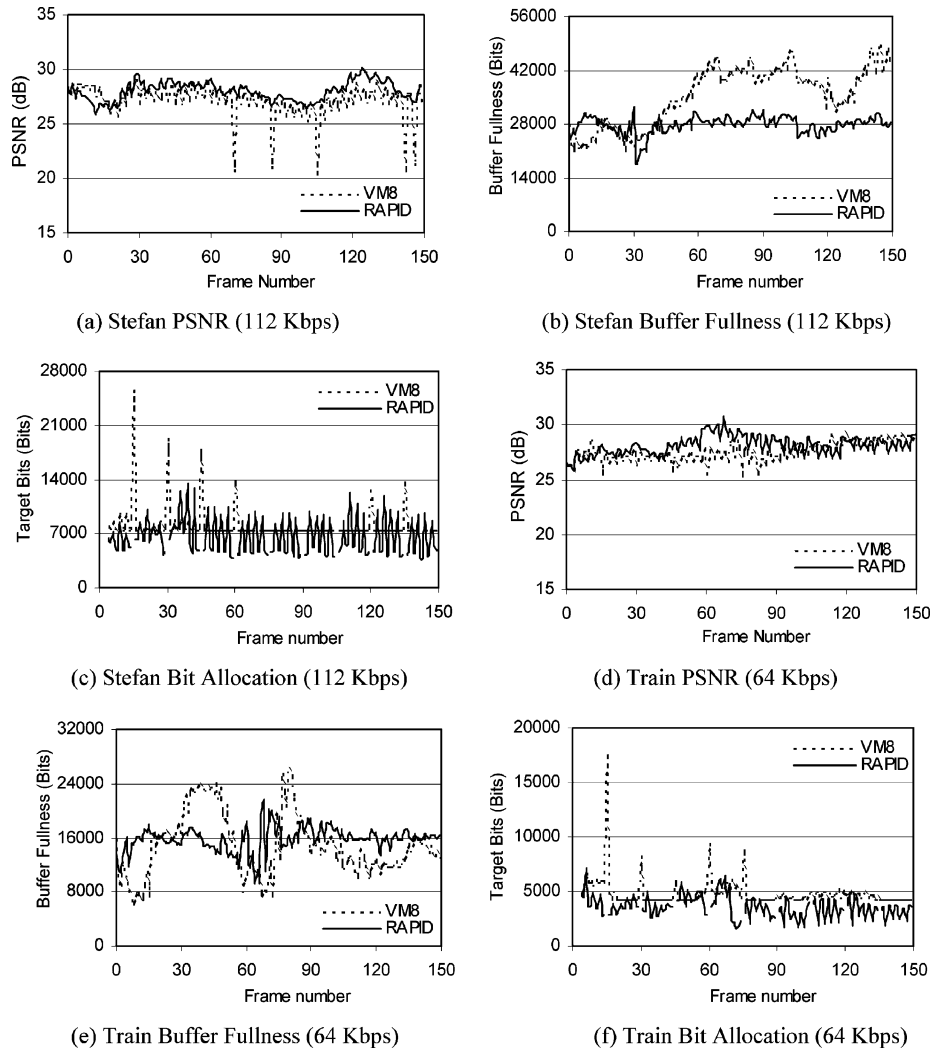 35
30
25
20
15
PSNR (dB)
VM8
RAPID
0 30 60 90 120 150
Frame Number
(a) Stefan PSNR (112 Kbps)
56000
42000
28000
14000
0
Buffer Fullness (Bits)
VM8
RAPID
0 30 60 90 120 150
Frame Number
(b) Stefan Buffer Fullness (112 Kbps)
28000
21000
14000
7000
0
Target Bits (Bits)
VM8
RAPID
0 30 60 90 120 150
Frame number
(c) Stefan Bit Allocation (112 Kbps)
35
30
25
20
15
PSNR (dB)
VM8
RAPID
0 30 60 90 120 150
Frame Number
(d) Train PSNR (64 Kbps)
32000
24000
16000
8000
0
Buffer Fullness (Bits)
VM8
RAPID
0 30 60 90 120 150
Frame number
(e) Train Buffer Fullness (64 Kbps)
20000
15000
10000
5000
0
Target Bits (Bits)
VM8
RAPID
0 30 60 90 120 150
Frame number
(f) Train Bit Allocation (64 Kbps)